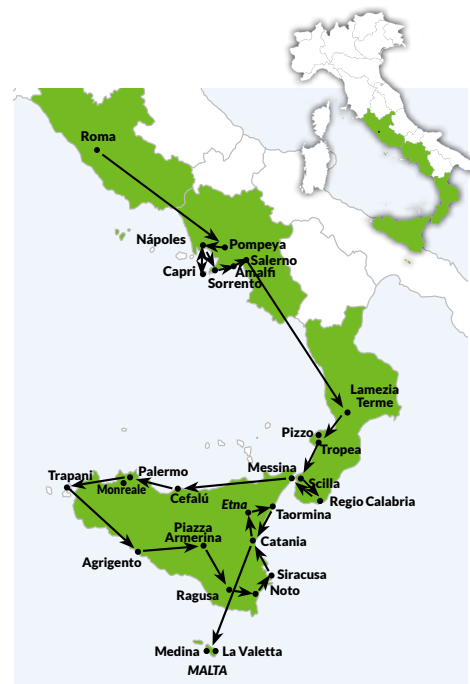 Roma
Nápoles
Pompeya
Salerno
Capri
Amalfi
Sorrento
Lamezia
Terme
Pizzo
Tropea
Messina
Scilla
Regio Calabria
Trapani
Palermo
Monreale
Cefalú
Etna
Taormina
Piazza
Armerina
Catania
Agrigento
Siracusa
Ragusa
Noto
Medina
La Valetta
MALTA